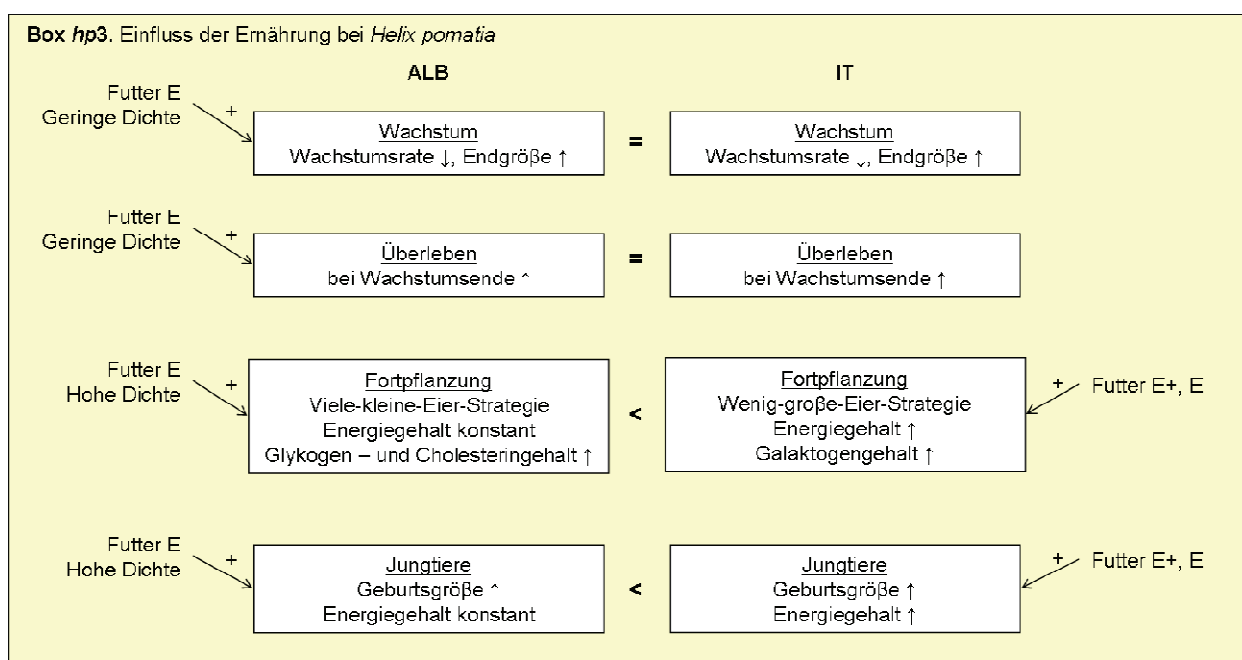 Box hp3. Einfluss der Ernährung bei Helix pomatia
ALB IT
Futter E
Geringe Dichte
+
Wachstum
Wachstumsrate ↓, Endgröße ↑
=
Wachstum
Wachstumsrate ↓, Endgröße ↑
Futter E
Geringe Dichte
+
Überleben
bei Wachstumsende ↑
=
Überleben
bei Wachstumsende ↑
Futter E
Hohe Dichte
+
Fortpflanzung
Viele-kleine-Eier-Strategie
Energiegehalt konstant
Glykogen – und Cholesteringehalt ↑
<
Fortpflanzung
Wenig-große-Eier-Strategie
Energiegehalt ↑
Galaktogengehalt ↑
+
Futter E+, E
Futter E
Hohe Dichte
+
Jungtiere
Geburtsgröße ↑
Energiegehalt konstant
<
Jungtiere
Geburtsgröße ↑
Energiegehalt ↑
+
Futter E+, E